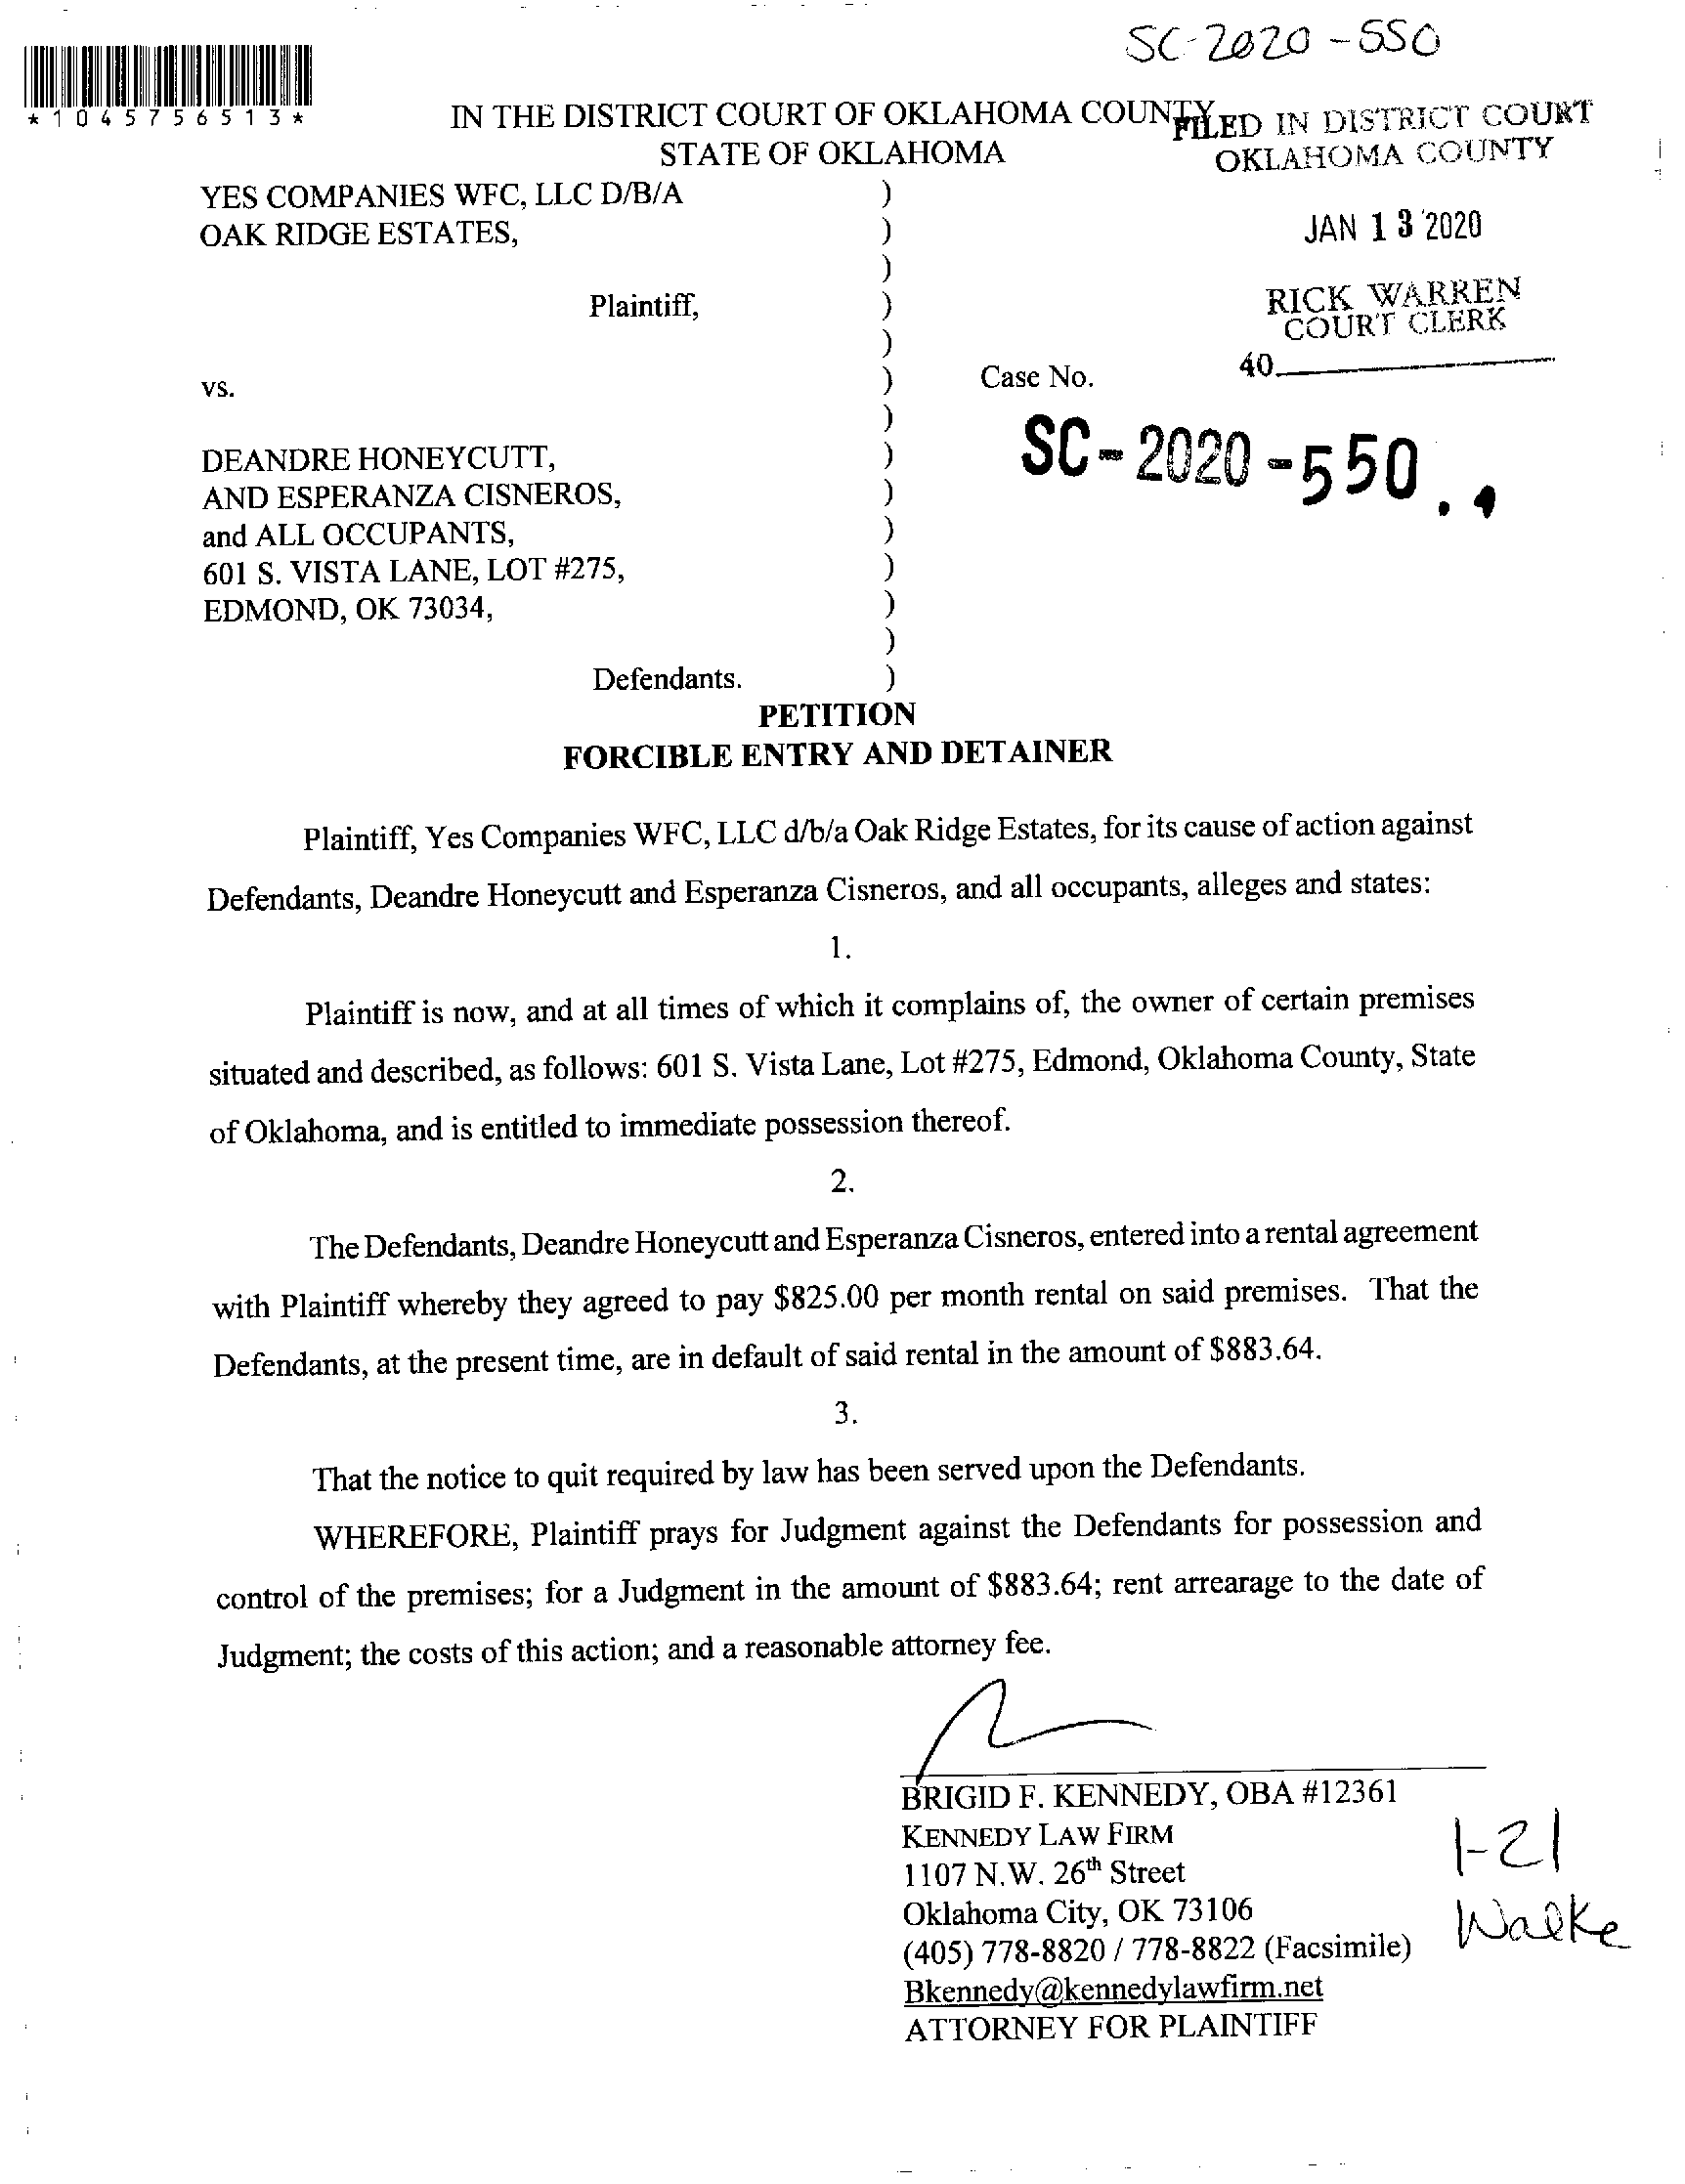 SC-2020-550
*1045756513*
IN THE DISTRICT COURT OF OKLAHOMA COUNTY
STATE OF OKLAHOMA
FILED IN DISTRICT COURT
OKLAHOMA COUNTY
JAN 13 2020
RICK WARREN
COURT CLERK
40
YES COMPANIES WFC, LLC D/B/A )
OAK RIDGE ESTATES, )
)
Plaintiff, )
)
vs. ) Case No.
)
SC-2020-550
DEANDRE HONEYCUTT, )
AND ESPERANZA CISNEROS, )
and ALL OCCUPANTS, )
601 S. VISTA LANE, LOT #275, )
EDMOND, OK 73034, )
)
Defendants. )
PETITION
FORCIBLE ENTRY AND DETAINER
Plaintiff, Yes Companies WFC, LLC d/b/a Oak Ridge Estates, for its cause of action against
Defendants, Deandre Honeycutt and Esperanza Cisneros, and all occupants, alleges and states:
1.
Plaintiff is now, and at all times of which it complains of, the owner of certain premises
situated and described, as follows: 601 S. Vista Lane, Lot #275, Edmond, Oklahoma County, State
of Oklahoma, and is entitled to immediate possession thereof.
2.
The Defendants, Deandre Honeycutt and Esperanza Cisneros, entered into a rental agreement
with Plaintiff whereby they agreed to pay $825.00 per month rental on said premises. That the
Defendants, at the present time, are in default of said rental in the amount of $883.64.
3.
That the notice to quit required by law has been served upon the Defendants.
WHEREFORE, Plaintiff prays for Judgment against the Defendants for possession and
control of the premises; for a Judgment in the amount of $883.64; rent arrearage to the date of
Judgment; the costs of this action; and a reasonable attorney fee.
BRIGID F. KENNEDY, OBA #12361
KENNEDY LAW FIRM
1107 N.W. 26th Street
Oklahoma City, OK 73106
(405) 778-8820 / 778-8822 (Facsimile)
Bkennedy@kennedylawfirm.net
ATTORNEY FOR PLAINTIFF
1-21
Walke